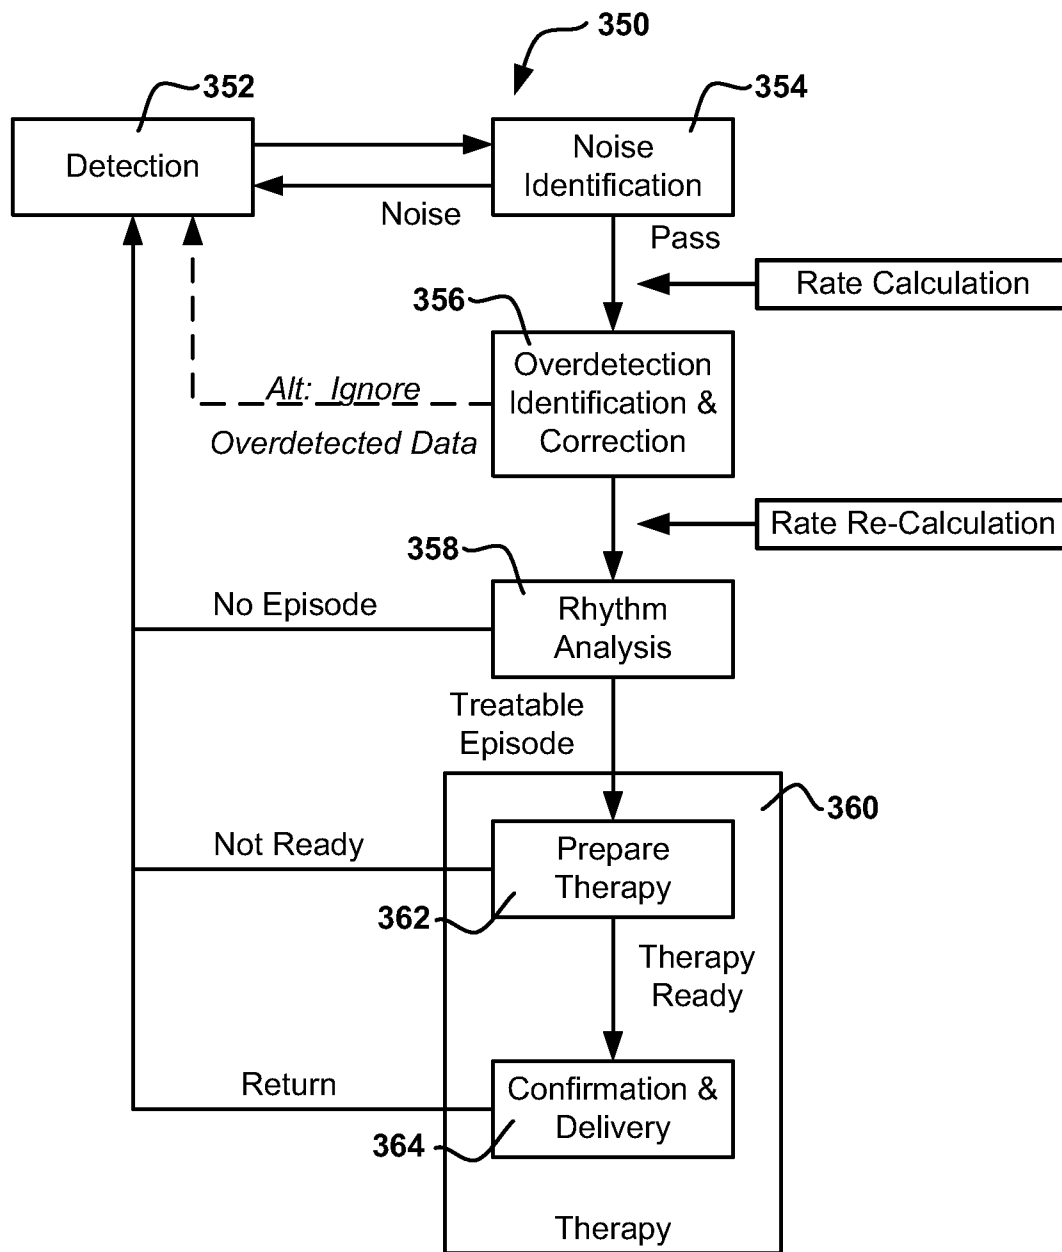 350
352
354
Detection
Noise
Identification
Noise
Pass
Rate Calculation
356
Overdetection
Identification &
Correction
Alt:  Ignore
Overdetected Data
Rate Re-Calculation
358
No Episode
Rhythm
Analysis
Treatable
Episode
360
Not Ready
Prepare
Therapy
362
Therapy
Ready
Return
Confirmation &
Delivery
364
Therapy